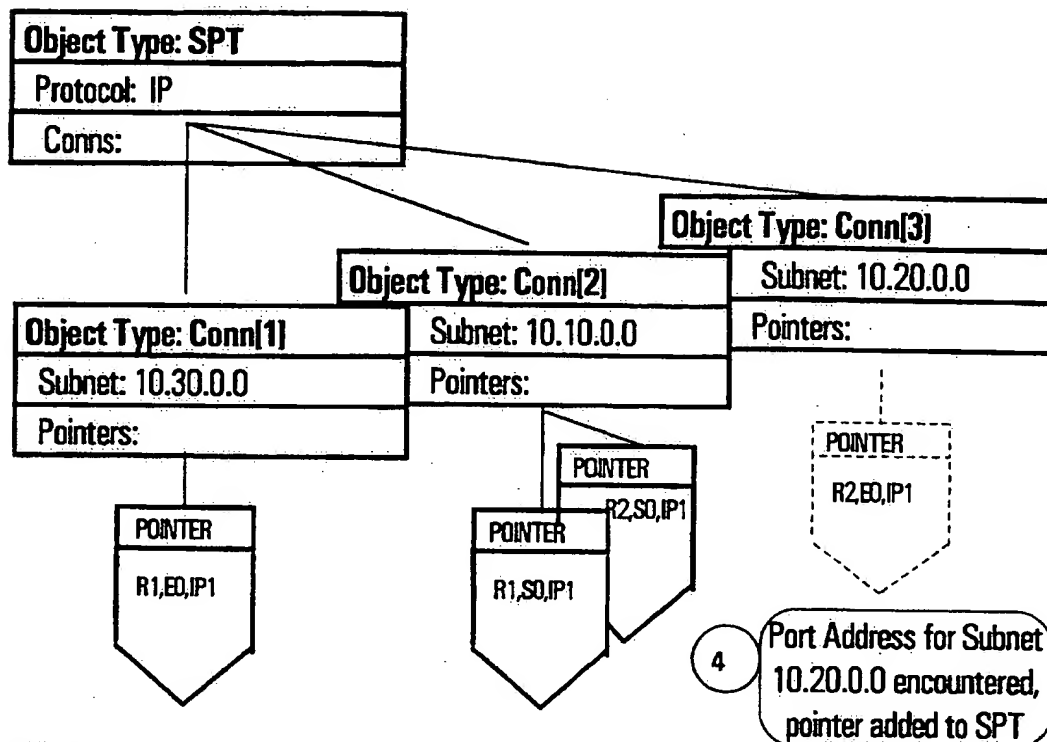 Object Type: SPT
Protocol: IP
Conns:
Object Type: Conn[3]
Subnet: 10.20.0.0
Pointers:
Object Type: Conn[2]
Subnet: 10.10.0.0
Pointers:
Object Type: Conn[1]
Subnet: 10.30.0.0
Pointers:
POINTER
R1,E0,IP1
POINTER
R1,S0,IP1
POINTER
R2,S0,IP1
POINTER
R2,E0,IP1
4
Port Address for Subnet
10.20.0.0 encountered,
pointer added to SPT